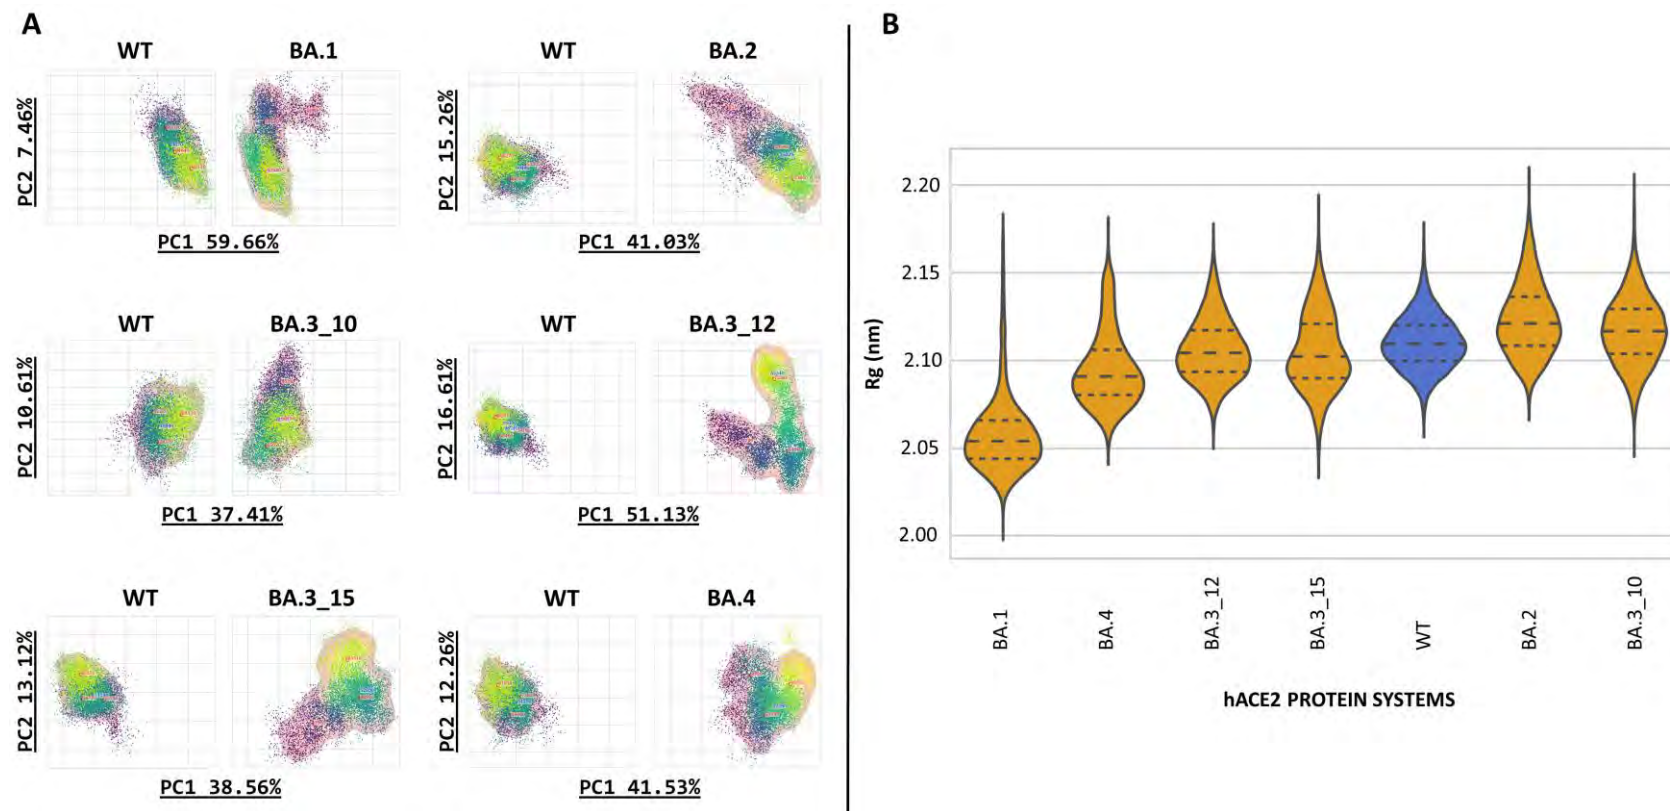 A
WT
BA.1
PC2 7.46%
PC1 59.66%
WT
BA.2
PC2 15.26%
PC1 41.03%
WT
BA.3_10
PC2 10.61%
PC1 37.41%
WT
BA.3_12
PC2 16.61%
PC1 51.13%
WT
BA.3_15
PC2 13.12%
PC1 38.56%
WT
BA.4
PC2 12.26%
PC1 41.53%
B
Rg (nm)
2.20
2.15
2.10
2.05
2.00
BA.1
BA.4
BA.3_12
BA.3_15
WT
BA.2
BA.3_10
hACE2 PROTEIN SYSTEMS